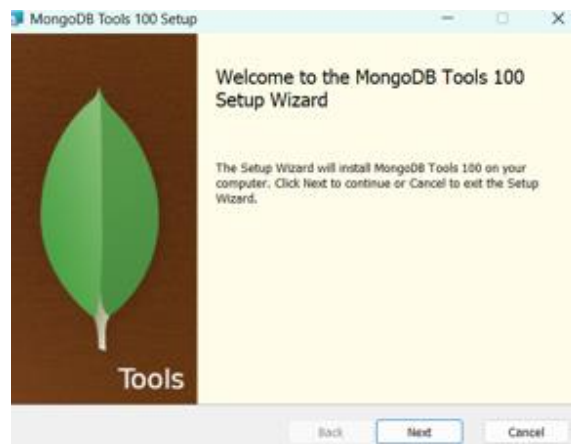 MongoDB Tools 100 Setup
Welcome to the MongoDB Tools 100
Setup Wizard
The Setup Wizard will install MongoDB Tools 100 on your
computer. Click Next to continue or Cancel to exit the Setup
Wizard.
Tools
Back Next Cancel